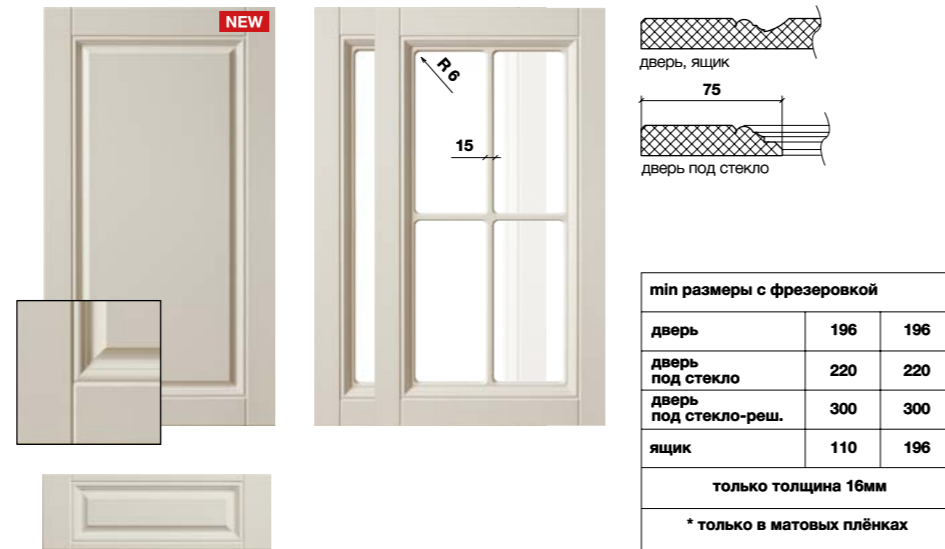 NEW
R 6
15
дверь, ящик
75
дверь под стекло
min размеры с фрезеровкой
дверь 196 196
дверь
под стекло 220 220
дверь
под стекло-реш. 300 300
ящик 110 196
только толщина 16мм
* только в матовых плёнках